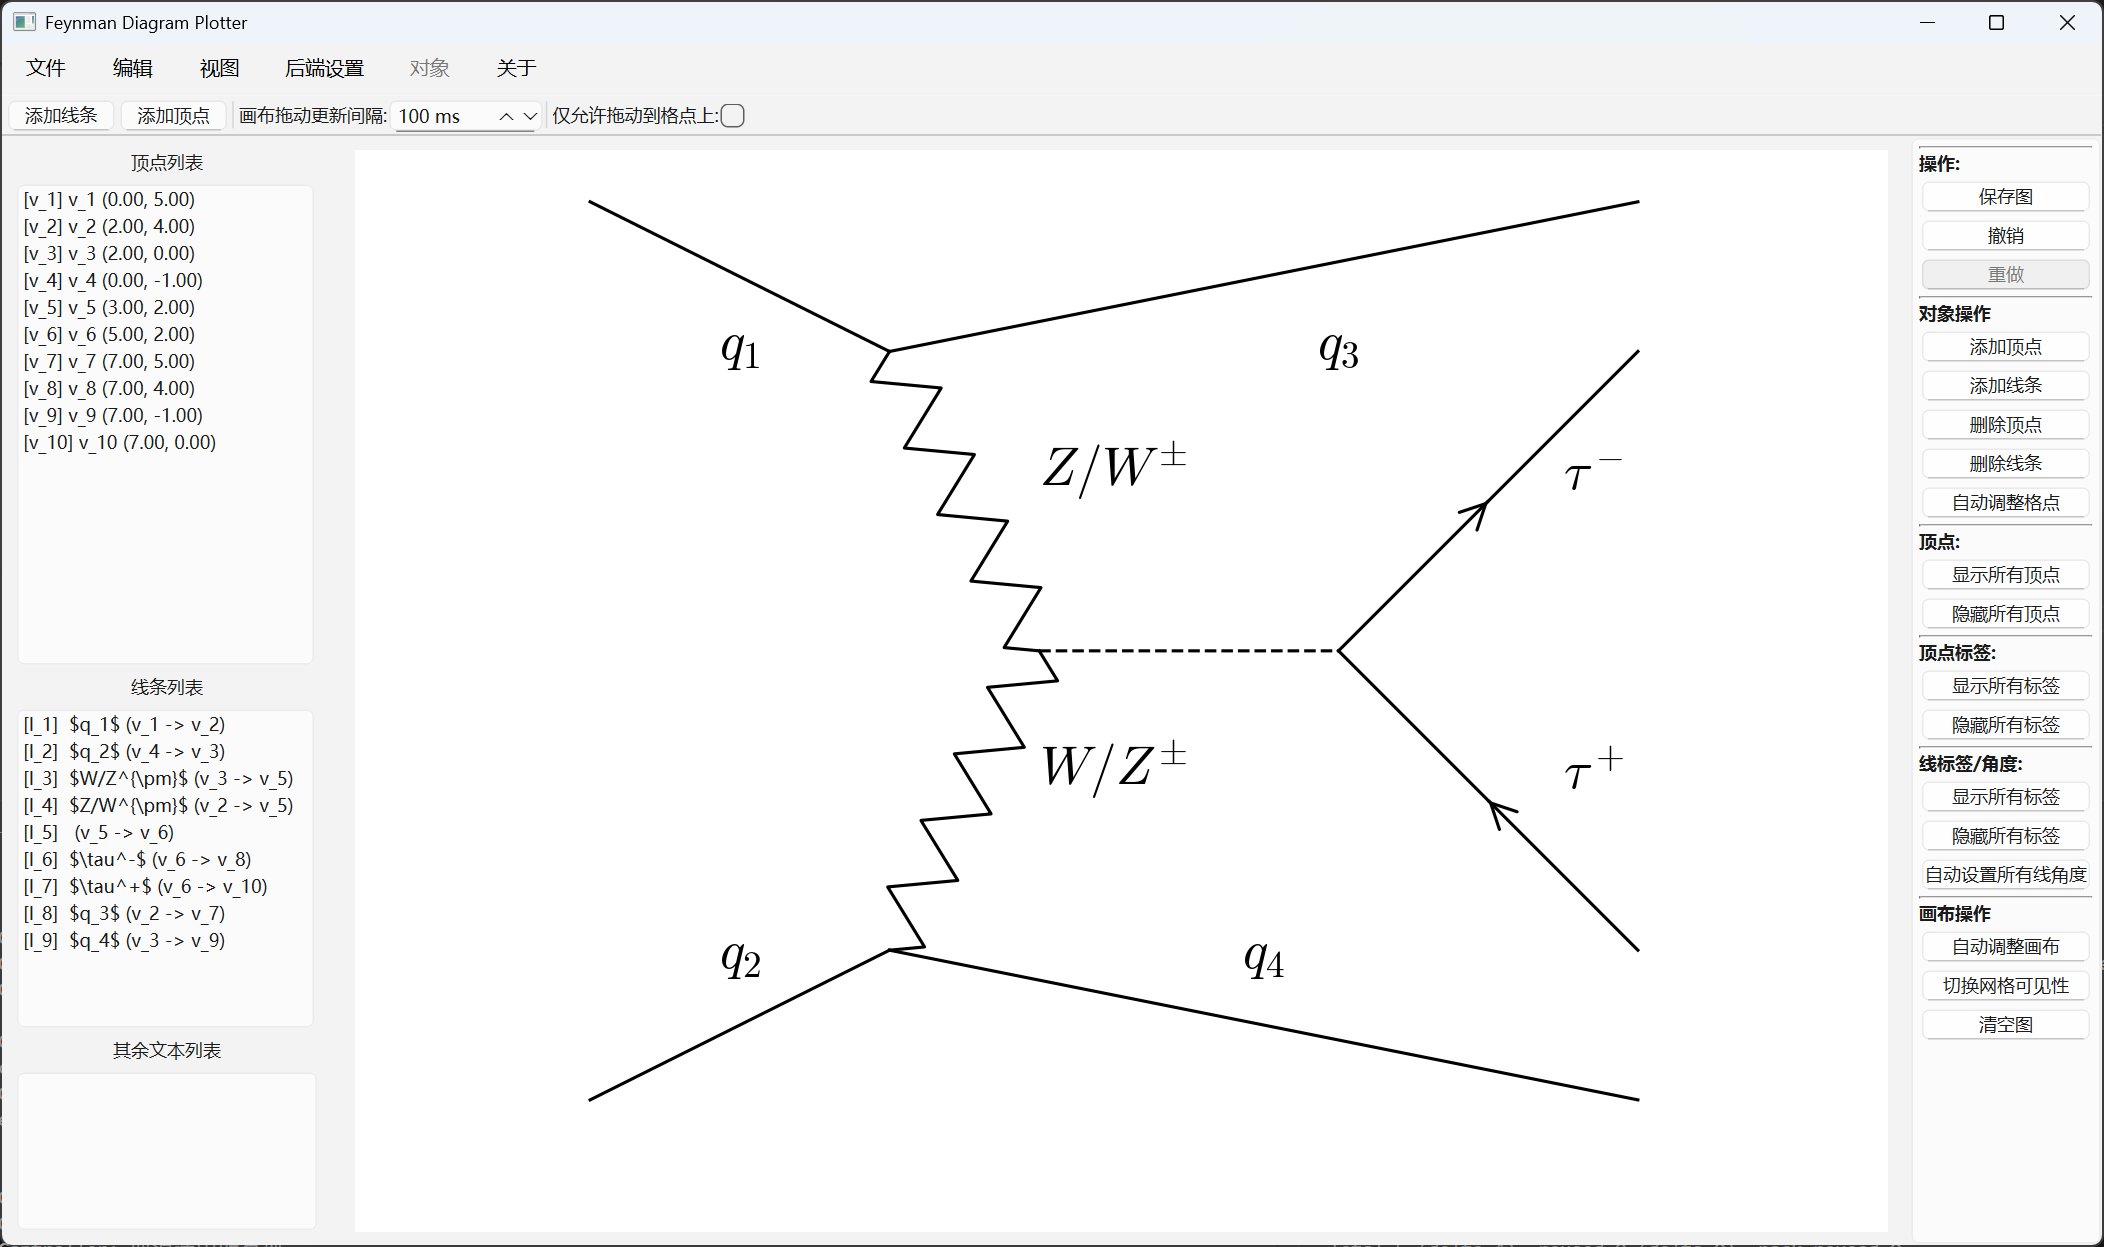 Feynman Diagram Plotter
文件 编辑 视图 后端设置 对象 关于
添加线条 添加顶点 画布拖动更新间隔: 100 ms 仅允许拖动到格点上:
顶点列表
[v_1] v_1 (0.00, 5.00)
[v_2] v_2 (2.00, 4.00)
[v_3] v_3 (2.00, 0.00)
[v_4] v_4 (0.00, -1.00)
[v_5] v_5 (3.00, 2.00)
[v_6] v_6 (5.00, 2.00)
[v_7] v_7 (7.00, 5.00)
[v_8] v_8 (7.00, 4.00)
[v_9] v_9 (7.00, -1.00)
[v_10] v_10 (7.00, 0.00)
线条列表
[l_1] $q_1$ (v_1 -> v_2)
[l_2] $q_2$ (v_4 -> v_3)
[l_3] $W/Z^{\pm}$ (v_3 -> v_5)
[l_4] $Z/W^{\pm}$ (v_2 -> v_5)
[l_5] (v_5 -> v_6)
[l_6] $\tau^-$ (v_6 -> v_8)
[l_7] $\tau^+$ (v_6 -> v_10)
[l_8] $q_3$ (v_2 -> v_7)
[l_9] $q_4$ (v_3 -> v_9)
其余文本列表
q₁
q₃
Z/W±
τ⁻
W/Z±
τ⁺
q₂
q₄
操作:
保存图
撤销
重做
对象操作
添加顶点
添加线条
删除顶点
删除线条
自动调整格点
顶点:
显示所有顶点
隐藏所有顶点
顶点标签:
显示所有标签
隐藏所有标签
线标签/角度:
显示所有标签
隐藏所有标签
自动设置所有线角度
画布操作
自动调整画布
切换网格可见性
清空图